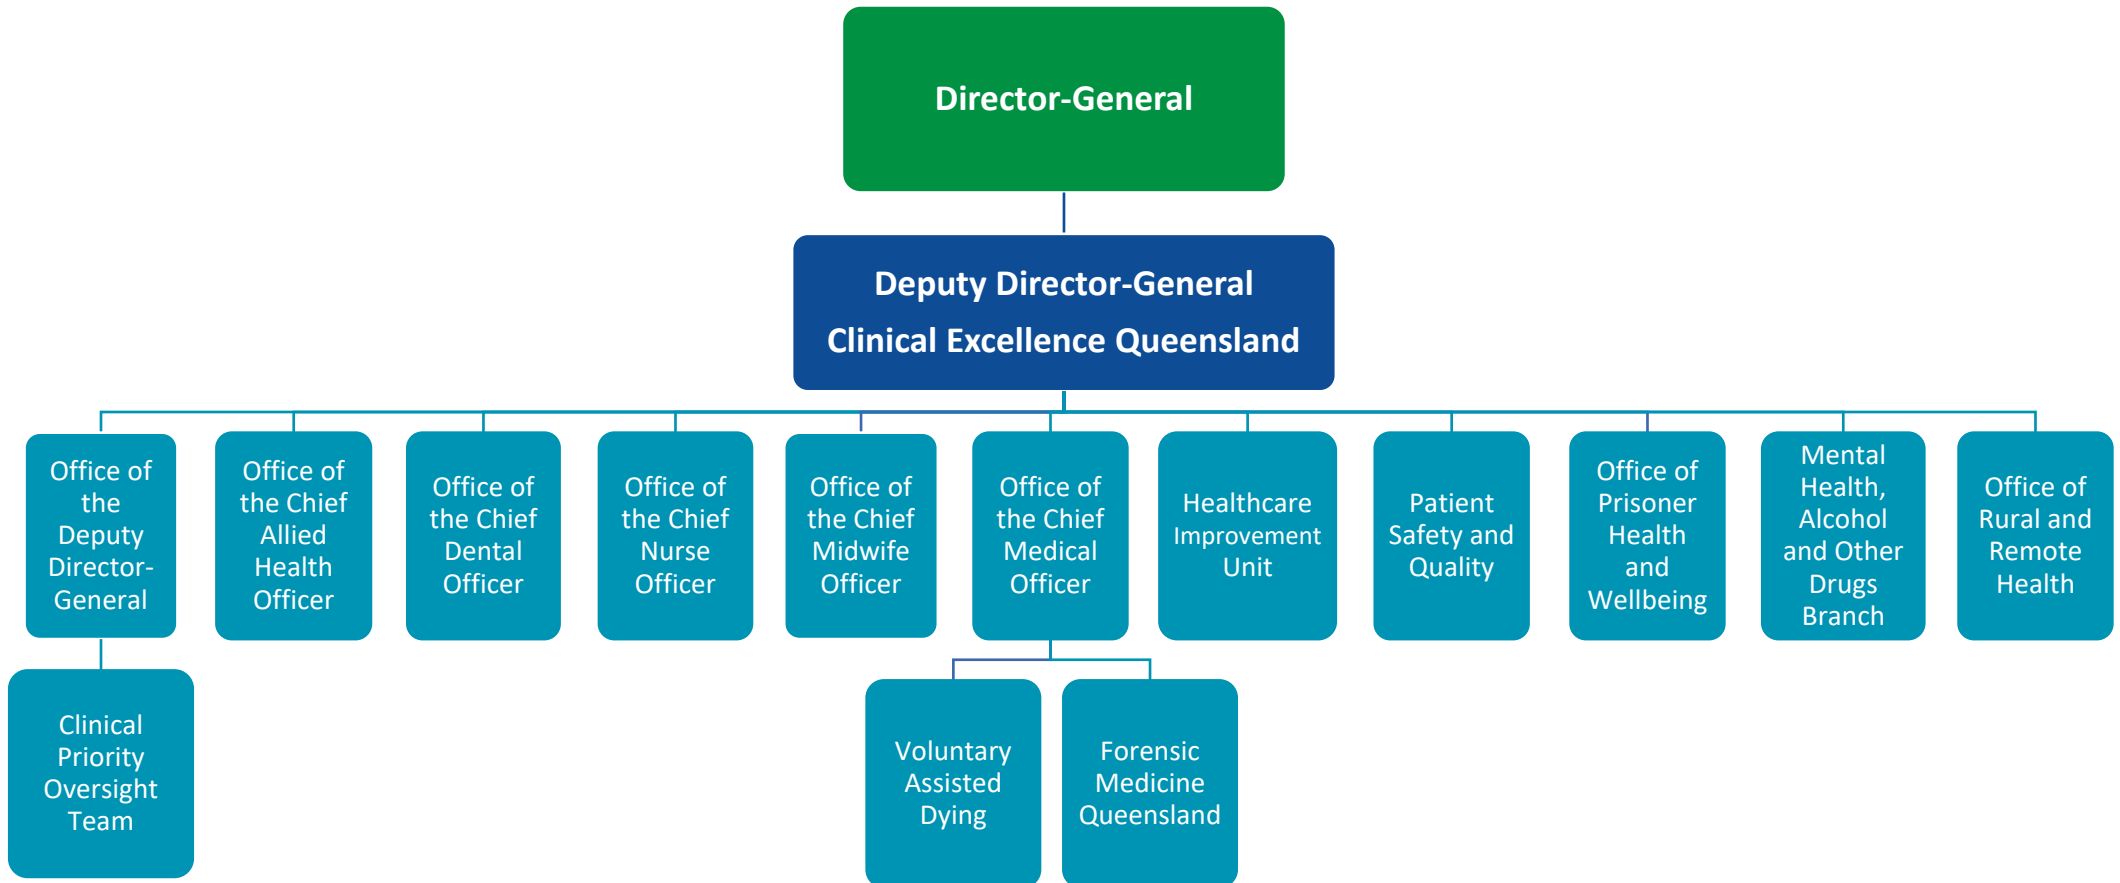 Director-General
Deputy Director-General
Clinical Excellence Queensland
Office of
the
Deputy
Director-
General
Office of
the Chief
Allied
Health
Officer
Office of
the Chief
Dental
Officer
Office of
the Chief
Nurse
Officer
Office of
the Chief
Midwife
Officer
Office of
the Chief
Medical
Officer
Healthcare
Improvement
Unit
Patient
Safety and
Quality
Office of
Prisoner
Health
and
Wellbeing
Mental
Health,
Alcohol
and Other
Drugs
Branch
Office of
Rural and
Remote
Health
Clinical
Priority
Oversight
Team
Voluntary
Assisted
Dying
Forensic
Medicine
Queensland